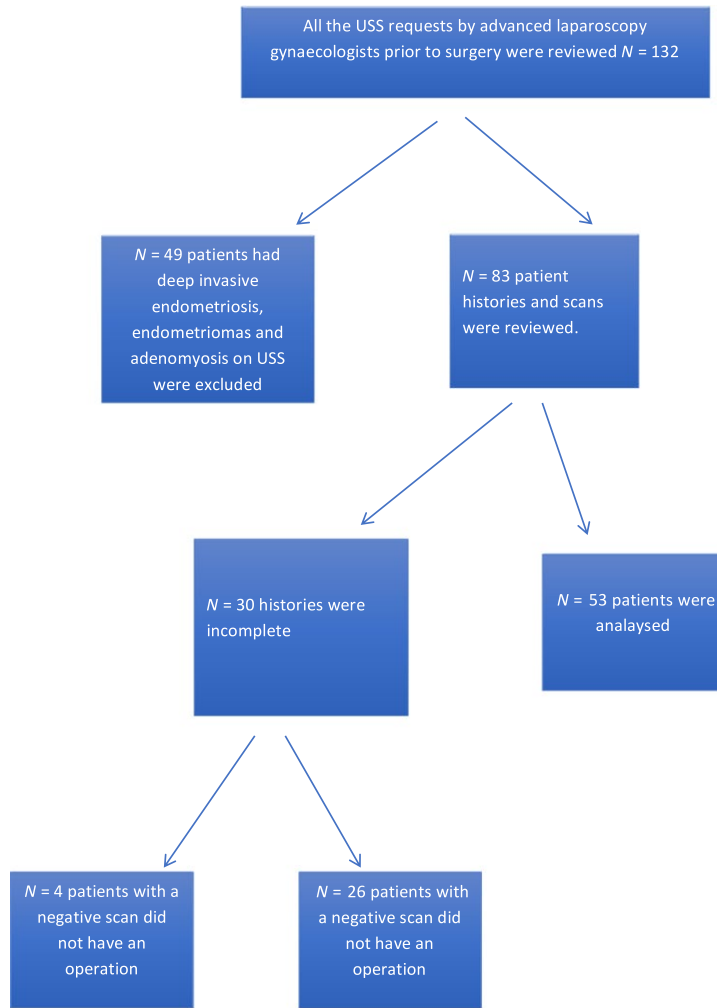 All the USS requests by advanced laparoscopy
gynaecologists prior to surgery were reviewed N = 132
N = 49 patients had
deep invasive
endometriosis,
endometriomas and
adenomyosis on USS
were excluded
N = 83 patient
histories and scans
were reviewed.
N = 30 histories were
incomplete
N = 53 patients were
analaysed
N = 4 patients with a
negative scan did
not have an
operation
N = 26 patients with
a negative scan did
not have an
operation